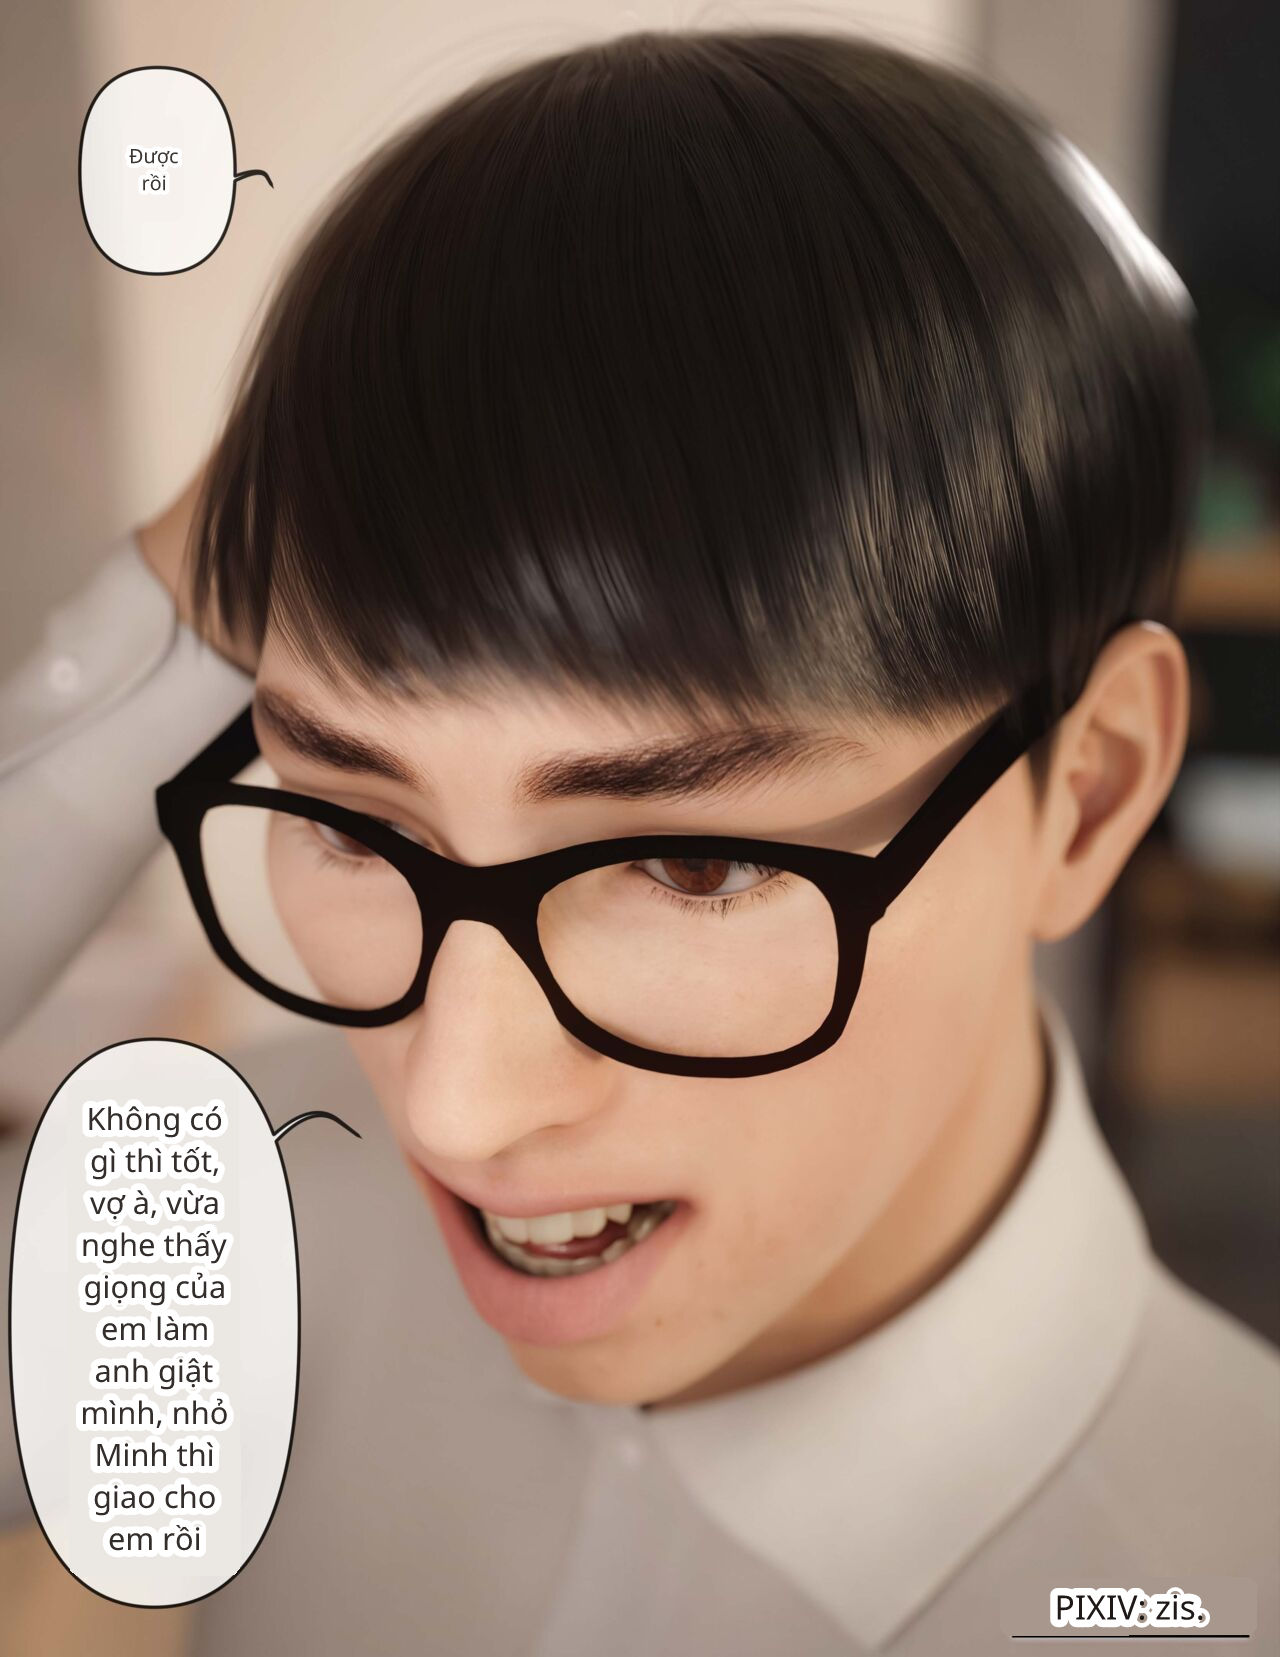 Được
rồi
Không có
gì thì tốt,
vợ à, vừa
nghe thấy
giọng của
em làm
anh giật
mình, nhỏ
Minh thì
giao cho
em rồi
PIXIV: zis.